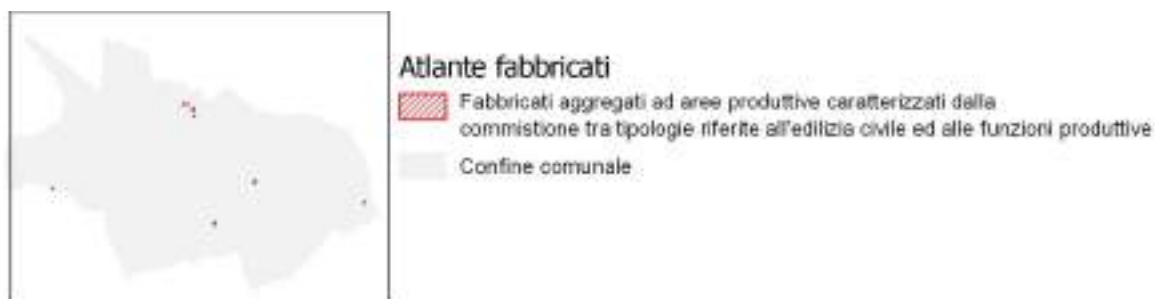 Atlante fabbricati
Fabbricati aggregati ad aree produttive caratterizzati dalla
commistione tra tipologie riferite all'edilizia civile ed alle funzioni produttive
Confine comunale